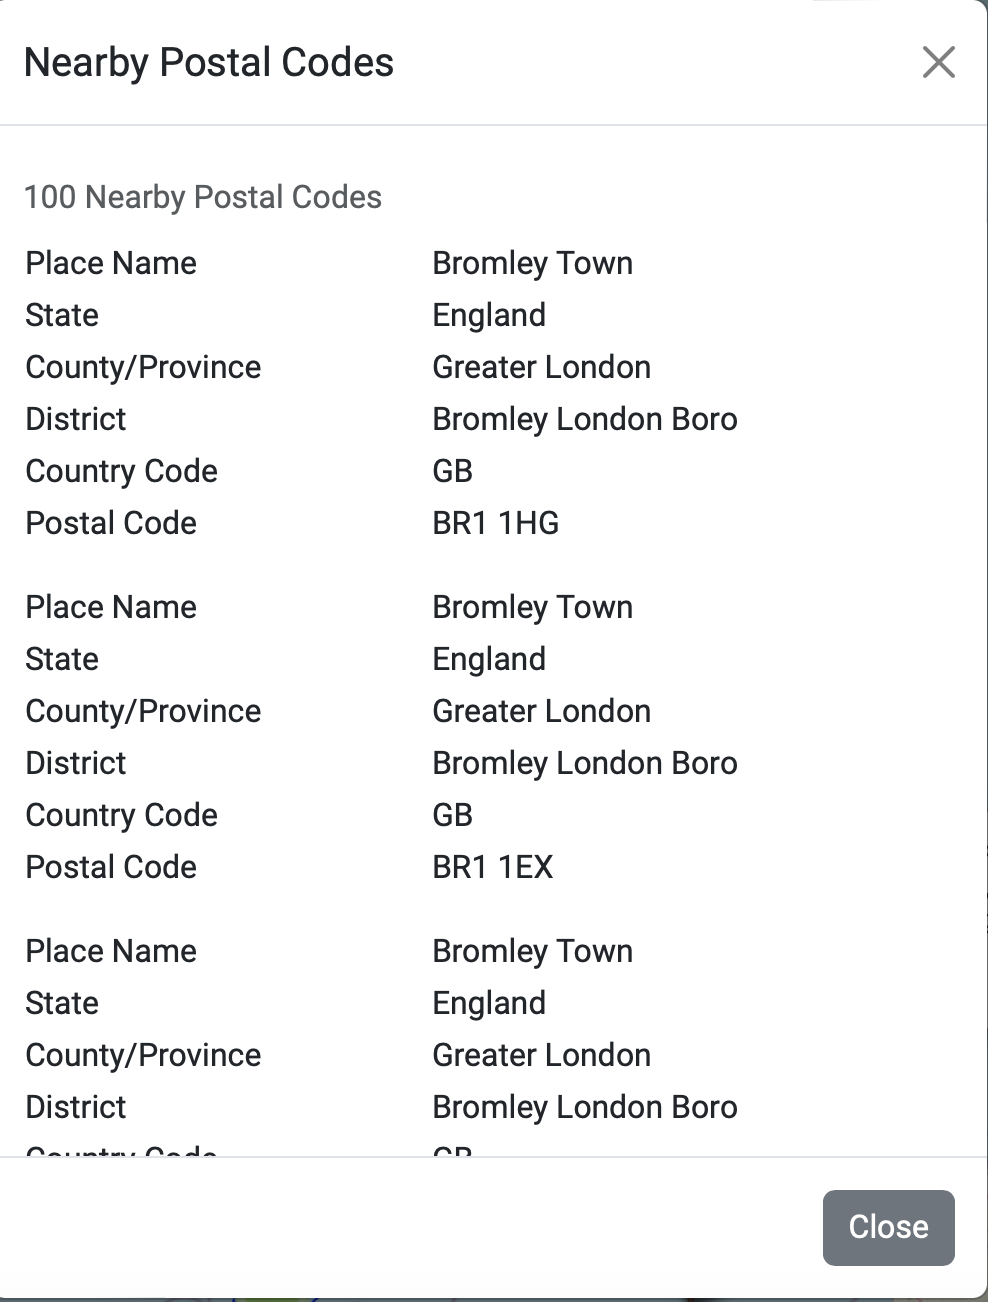 Nearby Postal Codes
100 Nearby Postal Codes
Place Name Bromley Town
State England
County/Province Greater London
District Bromley London Boro
Country Code GB
Postal Code BR1 1HG
Place Name Bromley Town
State England
County/Province Greater London
District Bromley London Boro
Country Code GB
Postal Code BR1 1EX
Place Name Bromley Town
State England
County/Province Greater London
District Bromley London Boro
Country Code GB
Close